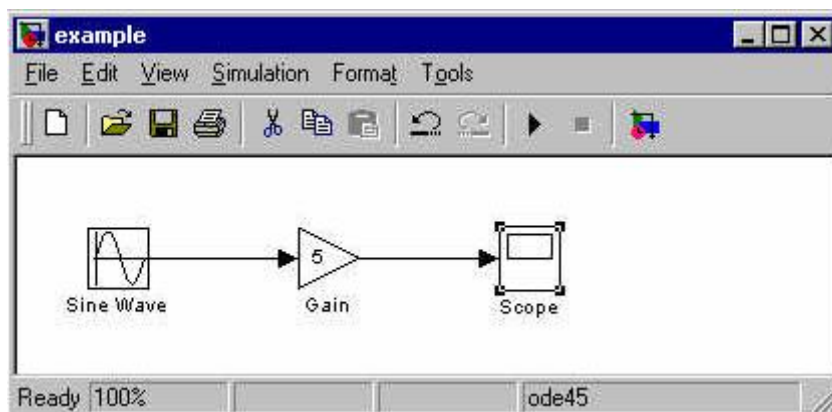 example
File Edit View Simulation Format Tools
5
Sine Wave Gain Scope
Ready 100% ode45